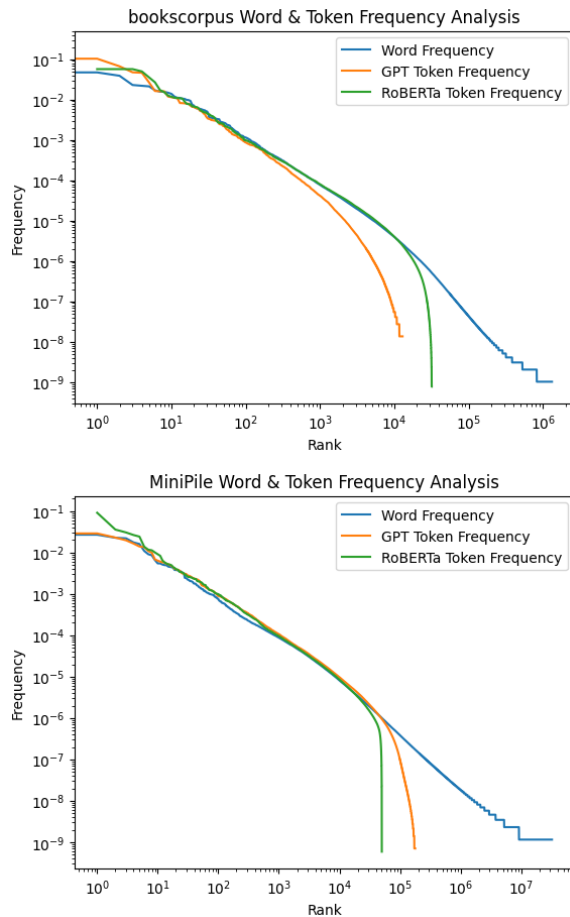 bookscorpus Word & Token Frequency Analysis
Word Frequency
GPT Token Frequency
RoBERTa Token Frequency
Frequency
10⁻¹
10⁻²
10⁻³
10⁻⁴
10⁻⁵
10⁻⁶
10⁻⁷
10⁻⁸
10⁻⁹
10⁰ 10¹ 10² 10³ 10⁴ 10⁵ 10⁶
Rank
MiniPile Word & Token Frequency Analysis
Word Frequency
GPT Token Frequency
RoBERTa Token Frequency
Frequency
10⁻¹
10⁻²
10⁻³
10⁻⁴
10⁻⁵
10⁻⁶
10⁻⁷
10⁻⁸
10⁻⁹
10⁰ 10¹ 10² 10³ 10⁴ 10⁵ 10⁶ 10⁷
Rank